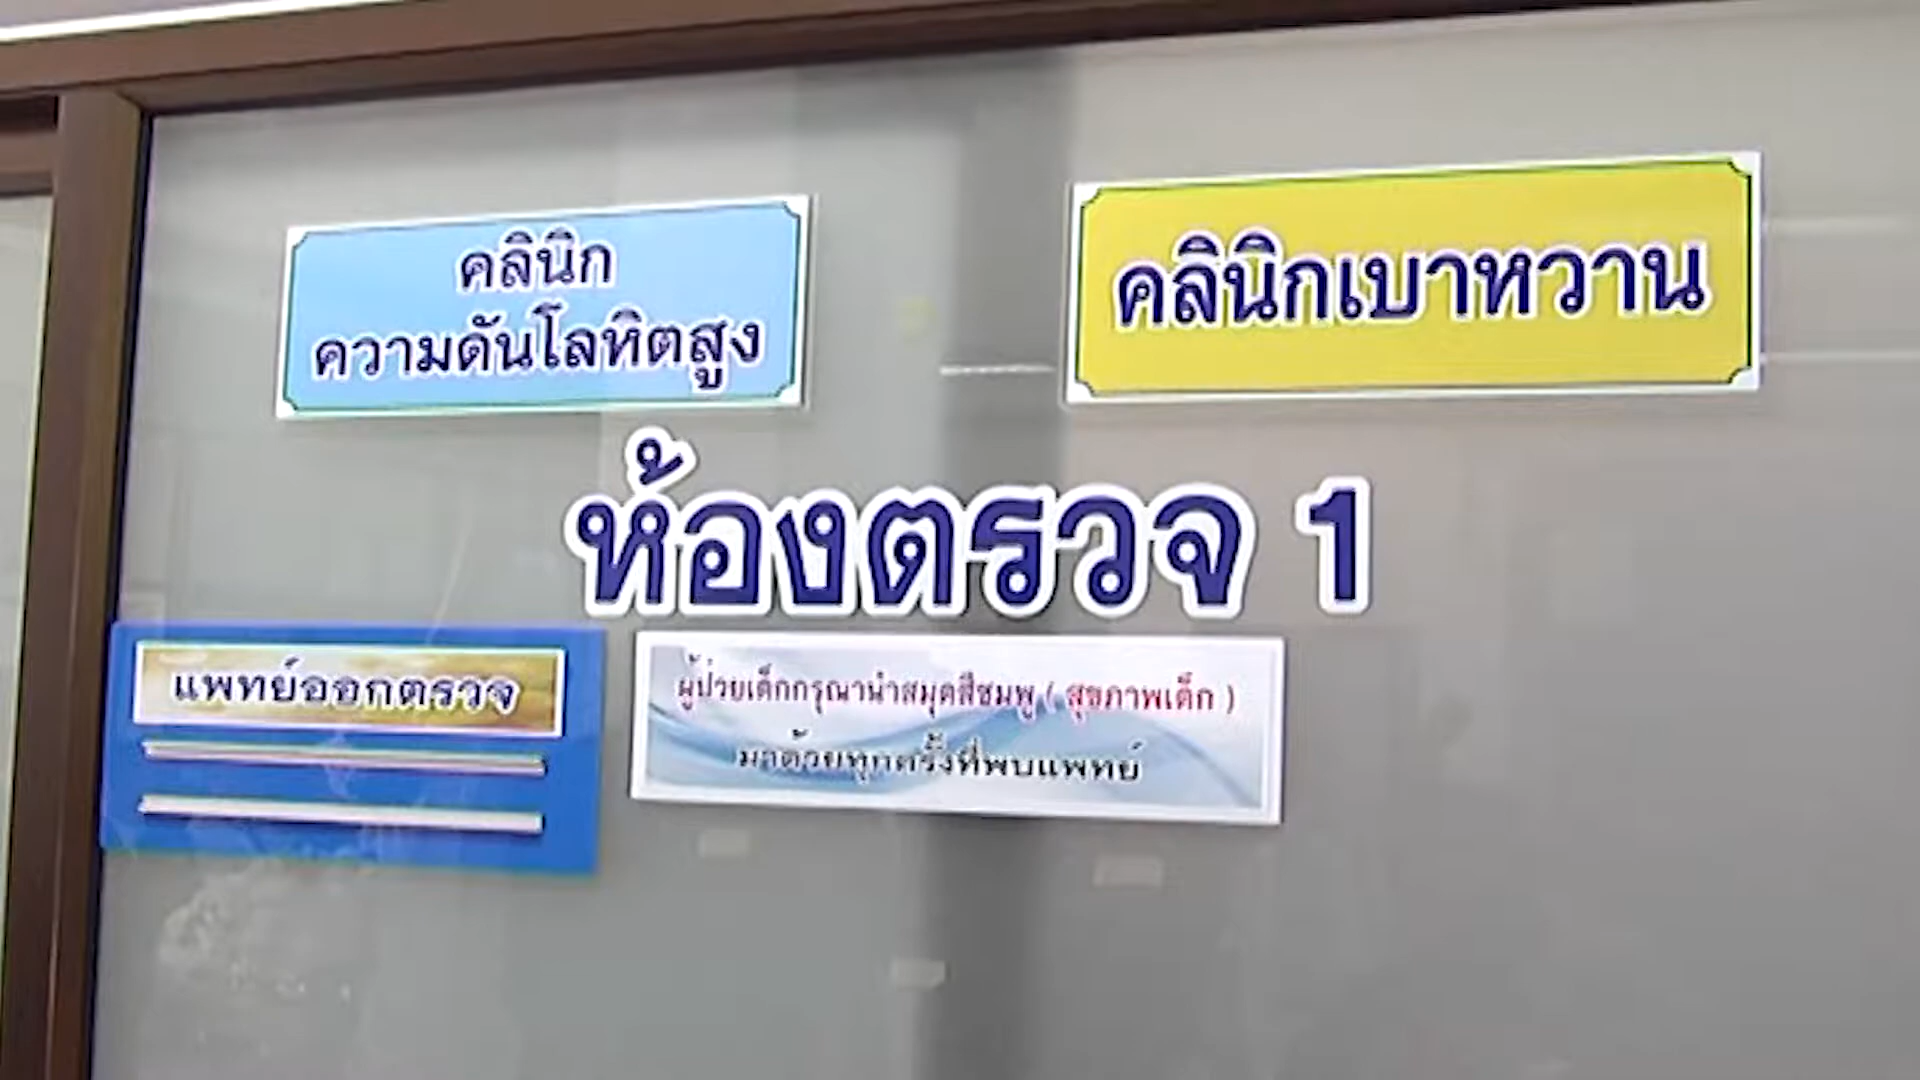 คลินิก
ความดันโลหิตสูง
คลินิกเบาหวาน
ห้องตรวจ 1
แพทย์ออกตรวจ
ผู้ป่วยเด็กกรุณานำสมุดสีชมพู ( สุขภาพเด็ก )
มาด้วยทุกครั้งที่พบแพทย์